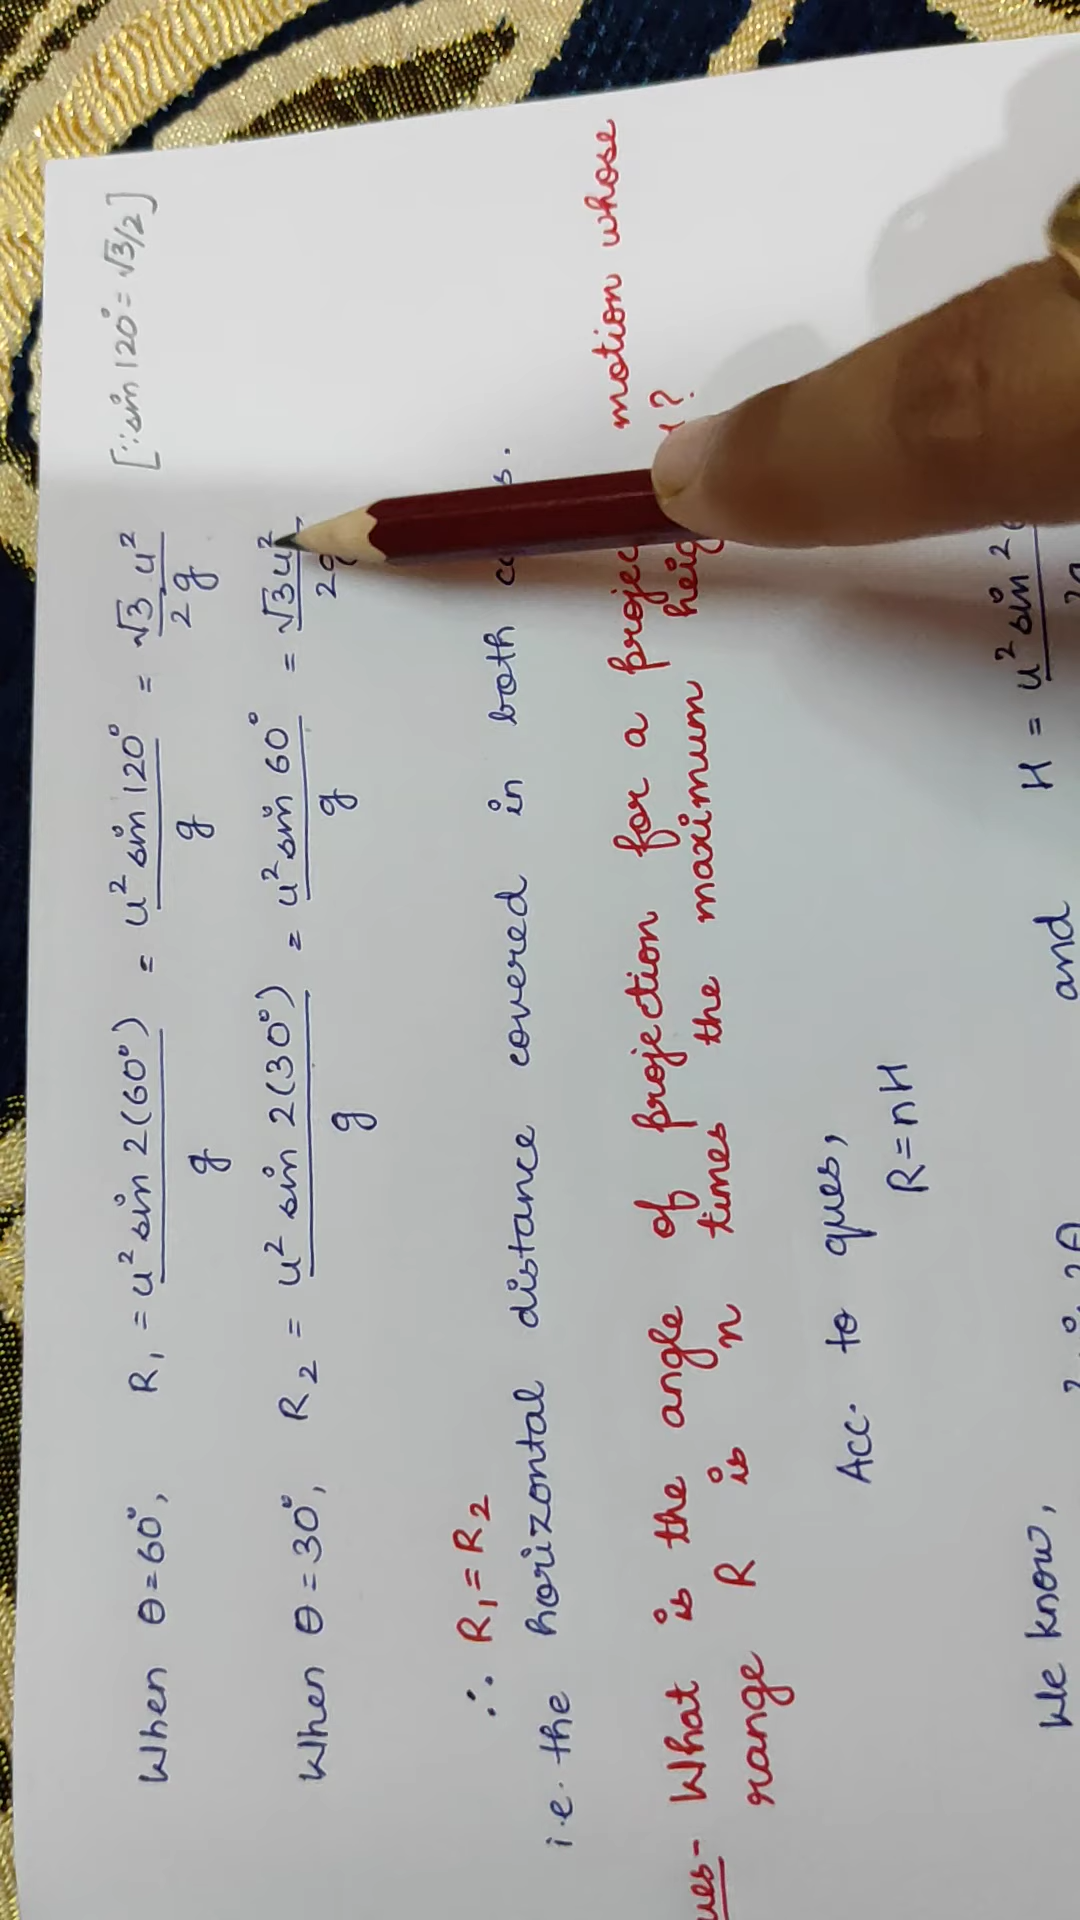 When θ=60°, R₁ = u² sin 2(60°)/g = u² sin 120°/g = √3 u²/2g [∵ sin 120° = √3/2]
When θ=30°, R₂ = u² sin 2(30°)/g = u² sin 60°/g = √3 u²/2g
∴ R₁ = R₂
i.e. the horizontal distance covered in both
What is the angle of projection for a motion whose
range R is n times the maximum ?
Acc. to ques,
R = nH
We know, and H = u² sin²